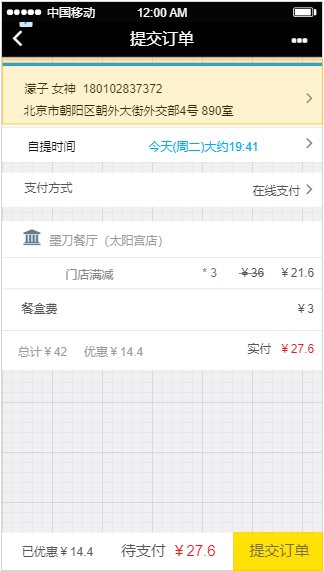 中国移动 12:00 AM
提交订单
濛子 女神 180102837372
北京市朝阳区朝外大街外交部4号 890室
自提时间 今天(周二)大约19:41
支付方式 在线支付
墨刀餐厅（太阳宫店）
门店满减 * 3 ￥36 ￥21.6
餐盒费 ￥3
总计￥42 优惠￥14.4 实付 ￥27.6
已优惠￥14.4 待支付 ￥27.6 提交订单